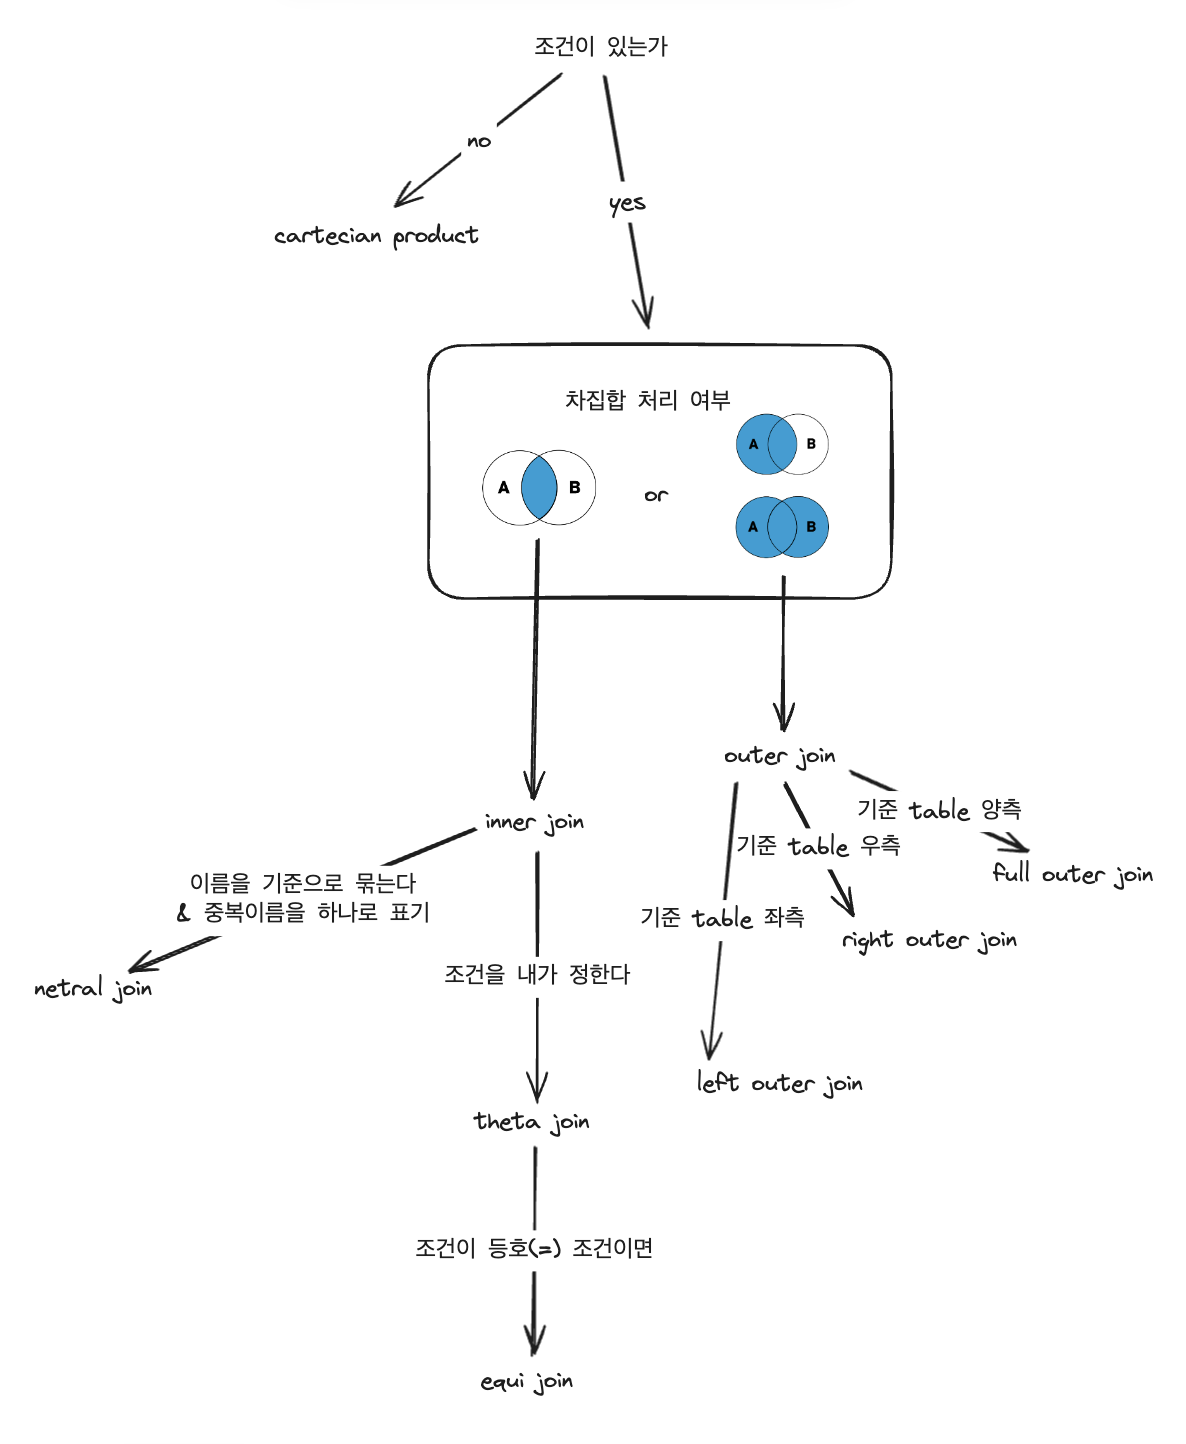 조건이 있는가
no
yes
cartecian product
차집합 처리 여부
A B
or
A B
A B
outer join
inner join
기준 table 양측
기준 table 우측
full outer join
이름을 기준으로 묶는다
& 중복이름을 하나로 표기
기준 table 좌측
right outer join
netral join
조건을 내가 정한다
left outer join
theta join
조건이 등호(=) 조건이면
equi join